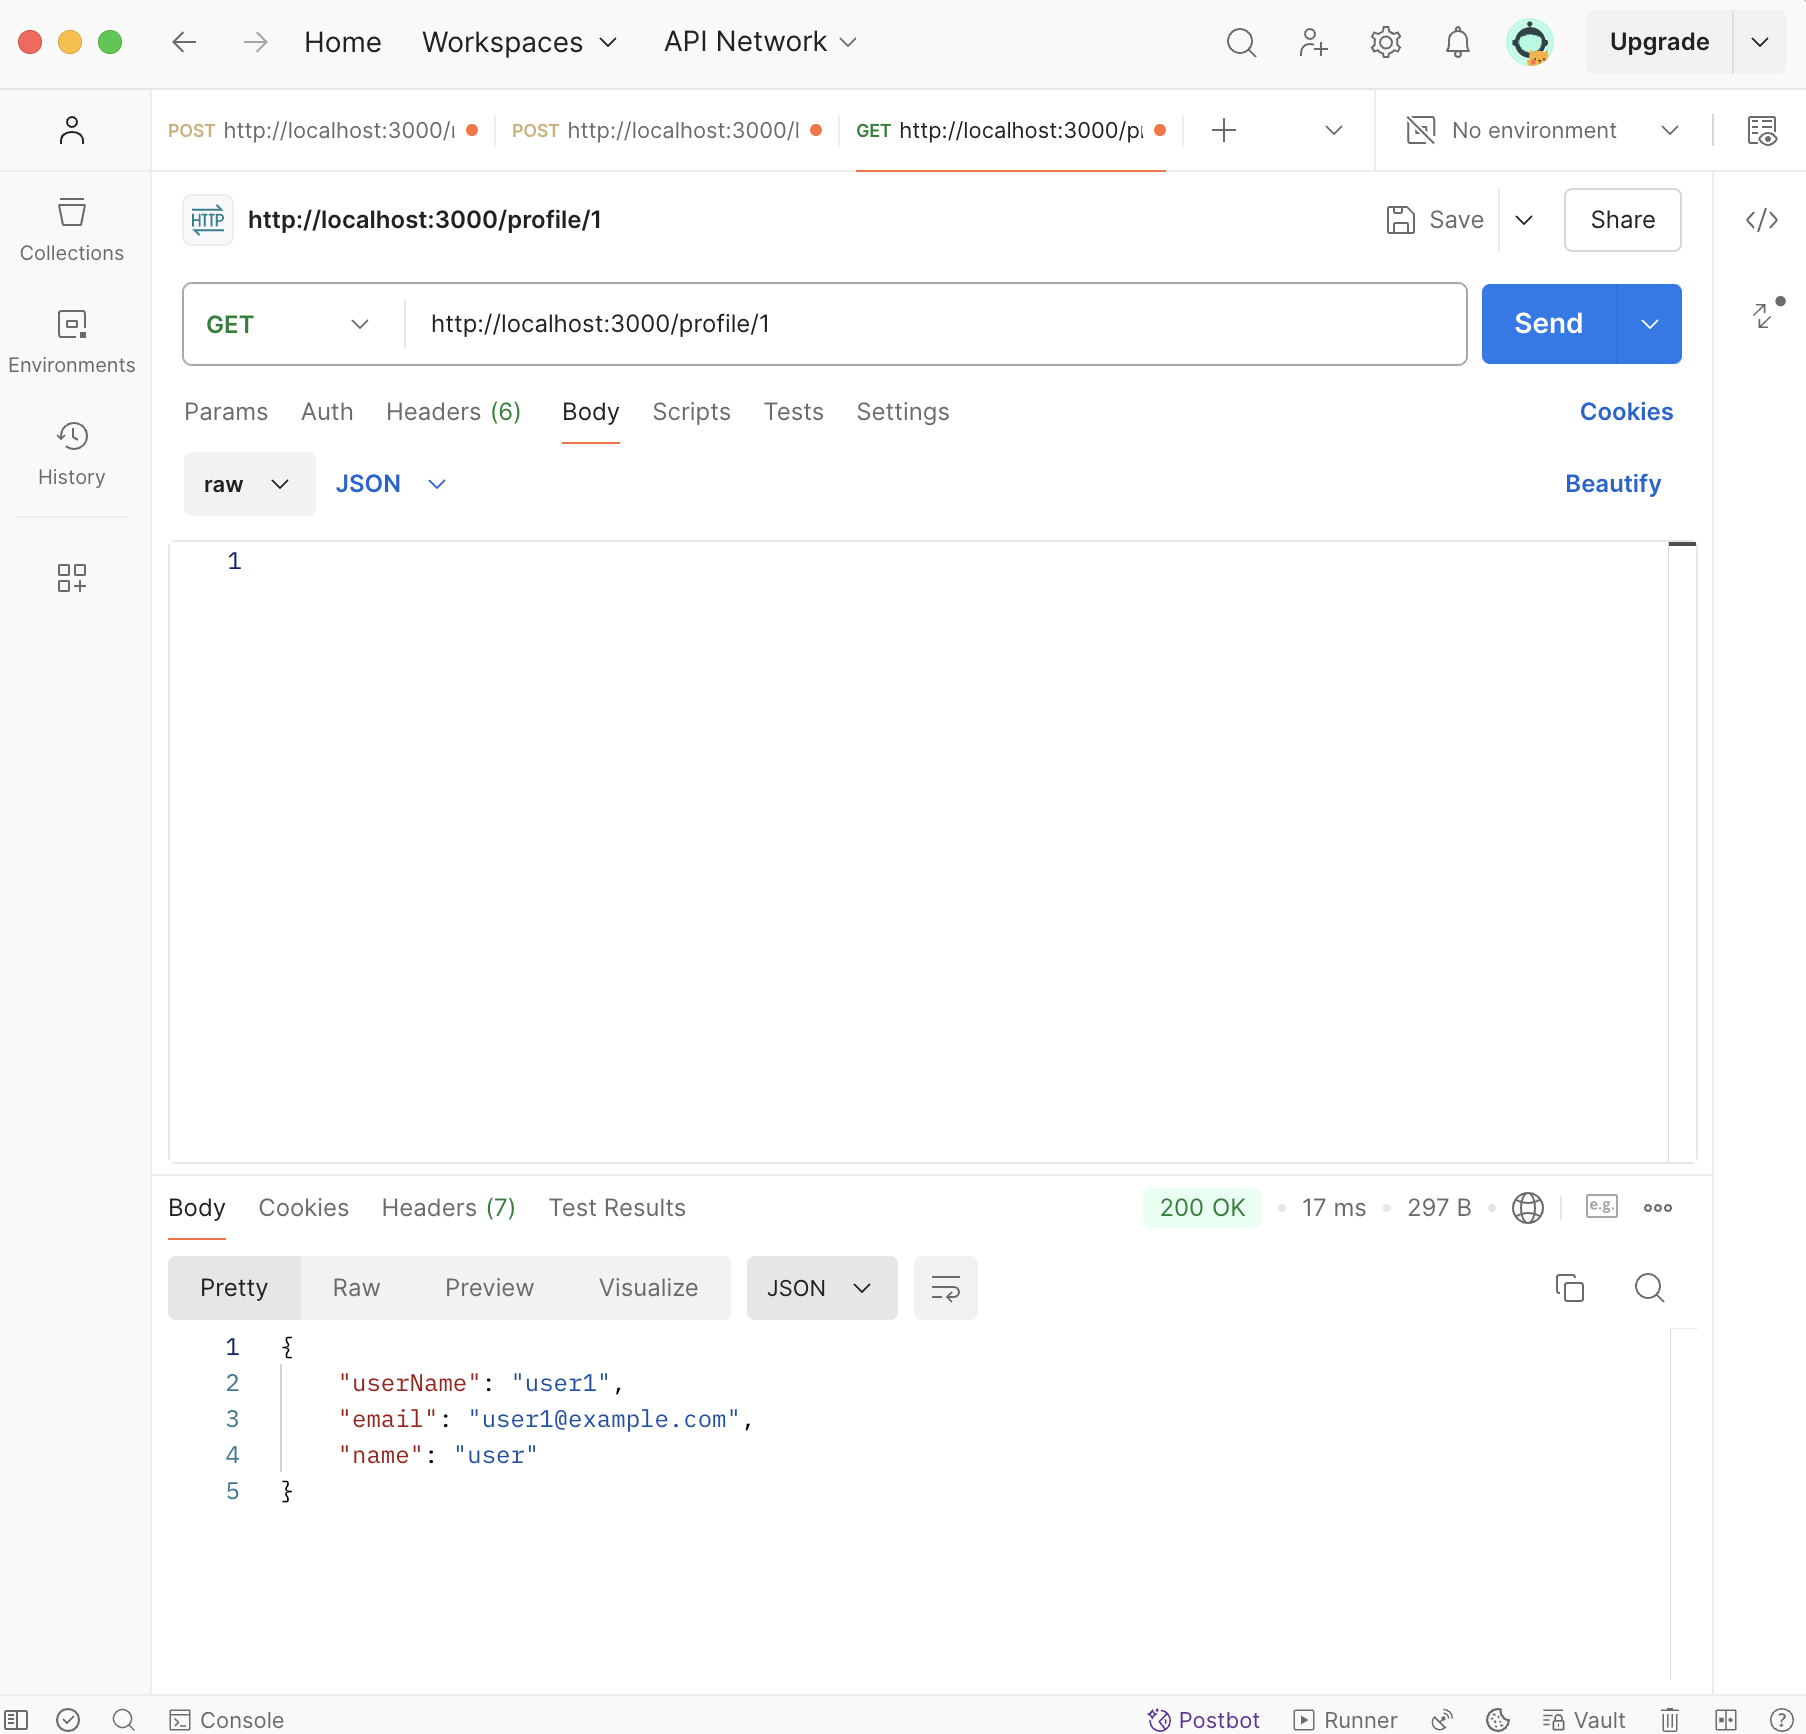 Home Workspaces API Network Upgrade
POST http://localhost:3000/ POST http://localhost:3000/l GET http://localhost:3000/p No environment
HTTP http://localhost:3000/profile/1 Save Share
Collections
GET http://localhost:3000/profile/1 Send
Environments
Params Auth Headers (6) Body Scripts Tests Settings Cookies
History
raw JSON Beautify
1
Body Cookies Headers (7) Test Results 200 OK 17 ms 297 B e.g.
Pretty Raw Preview Visualize JSON
1 {
2 "userName": "user1",
3 "email": "user1@example.com",
4 "name": "user"
5 }
Console Postbot Runner Vault